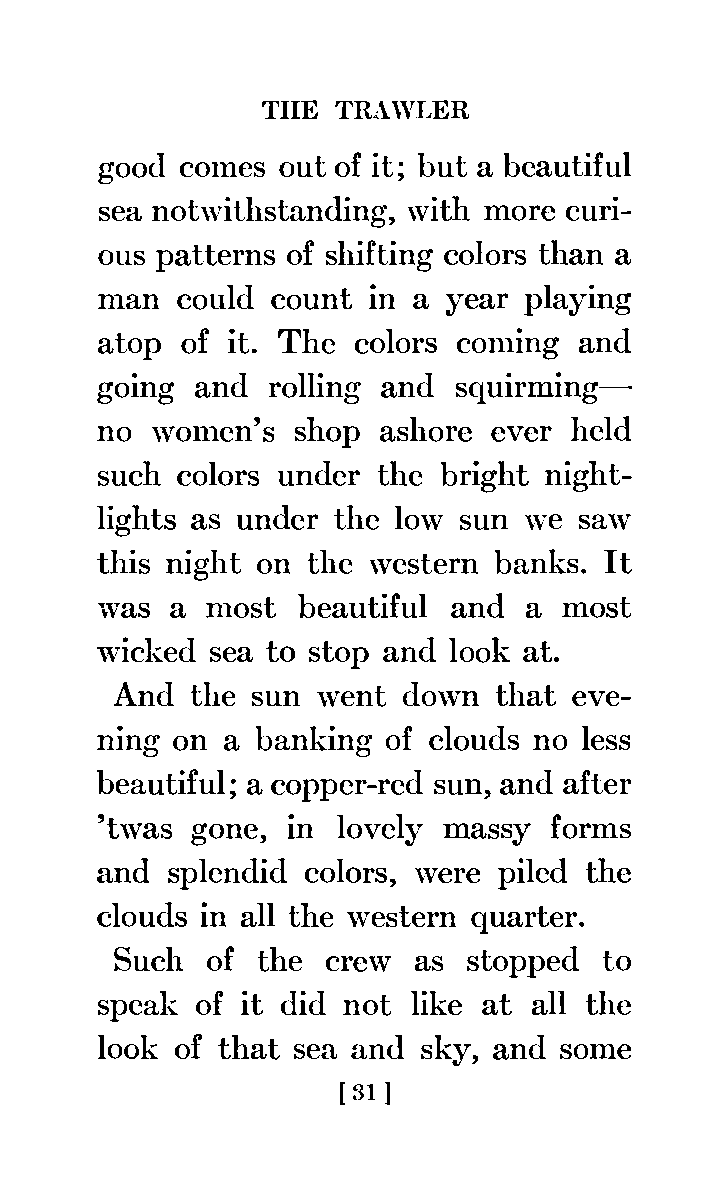 THE TRAWLER
good comes out of it; but a beautiful
sea notwithstanding, with more curi-
ous patterns of shifting colors than a
man could count in a year playing
atop of it. The colors coming and
going and rolling and squirming—
no women's shop ashore ever held
such colors under the bright night-
lights as under the low sun we saw
this night on the western banks. It
was a most beautiful and a most
wicked sea to stop and look at.
And the sun went down that eve-
ning on a banking of clouds no less
beautiful; a copper-red sun, and after
'twas gone, in lovely massy forms
and splendid colors, were piled the
clouds in all the western quarter.
Such of the crew as stopped to
speak of it did not like at all the
look of that sea and sky, and some
[ 31 ]